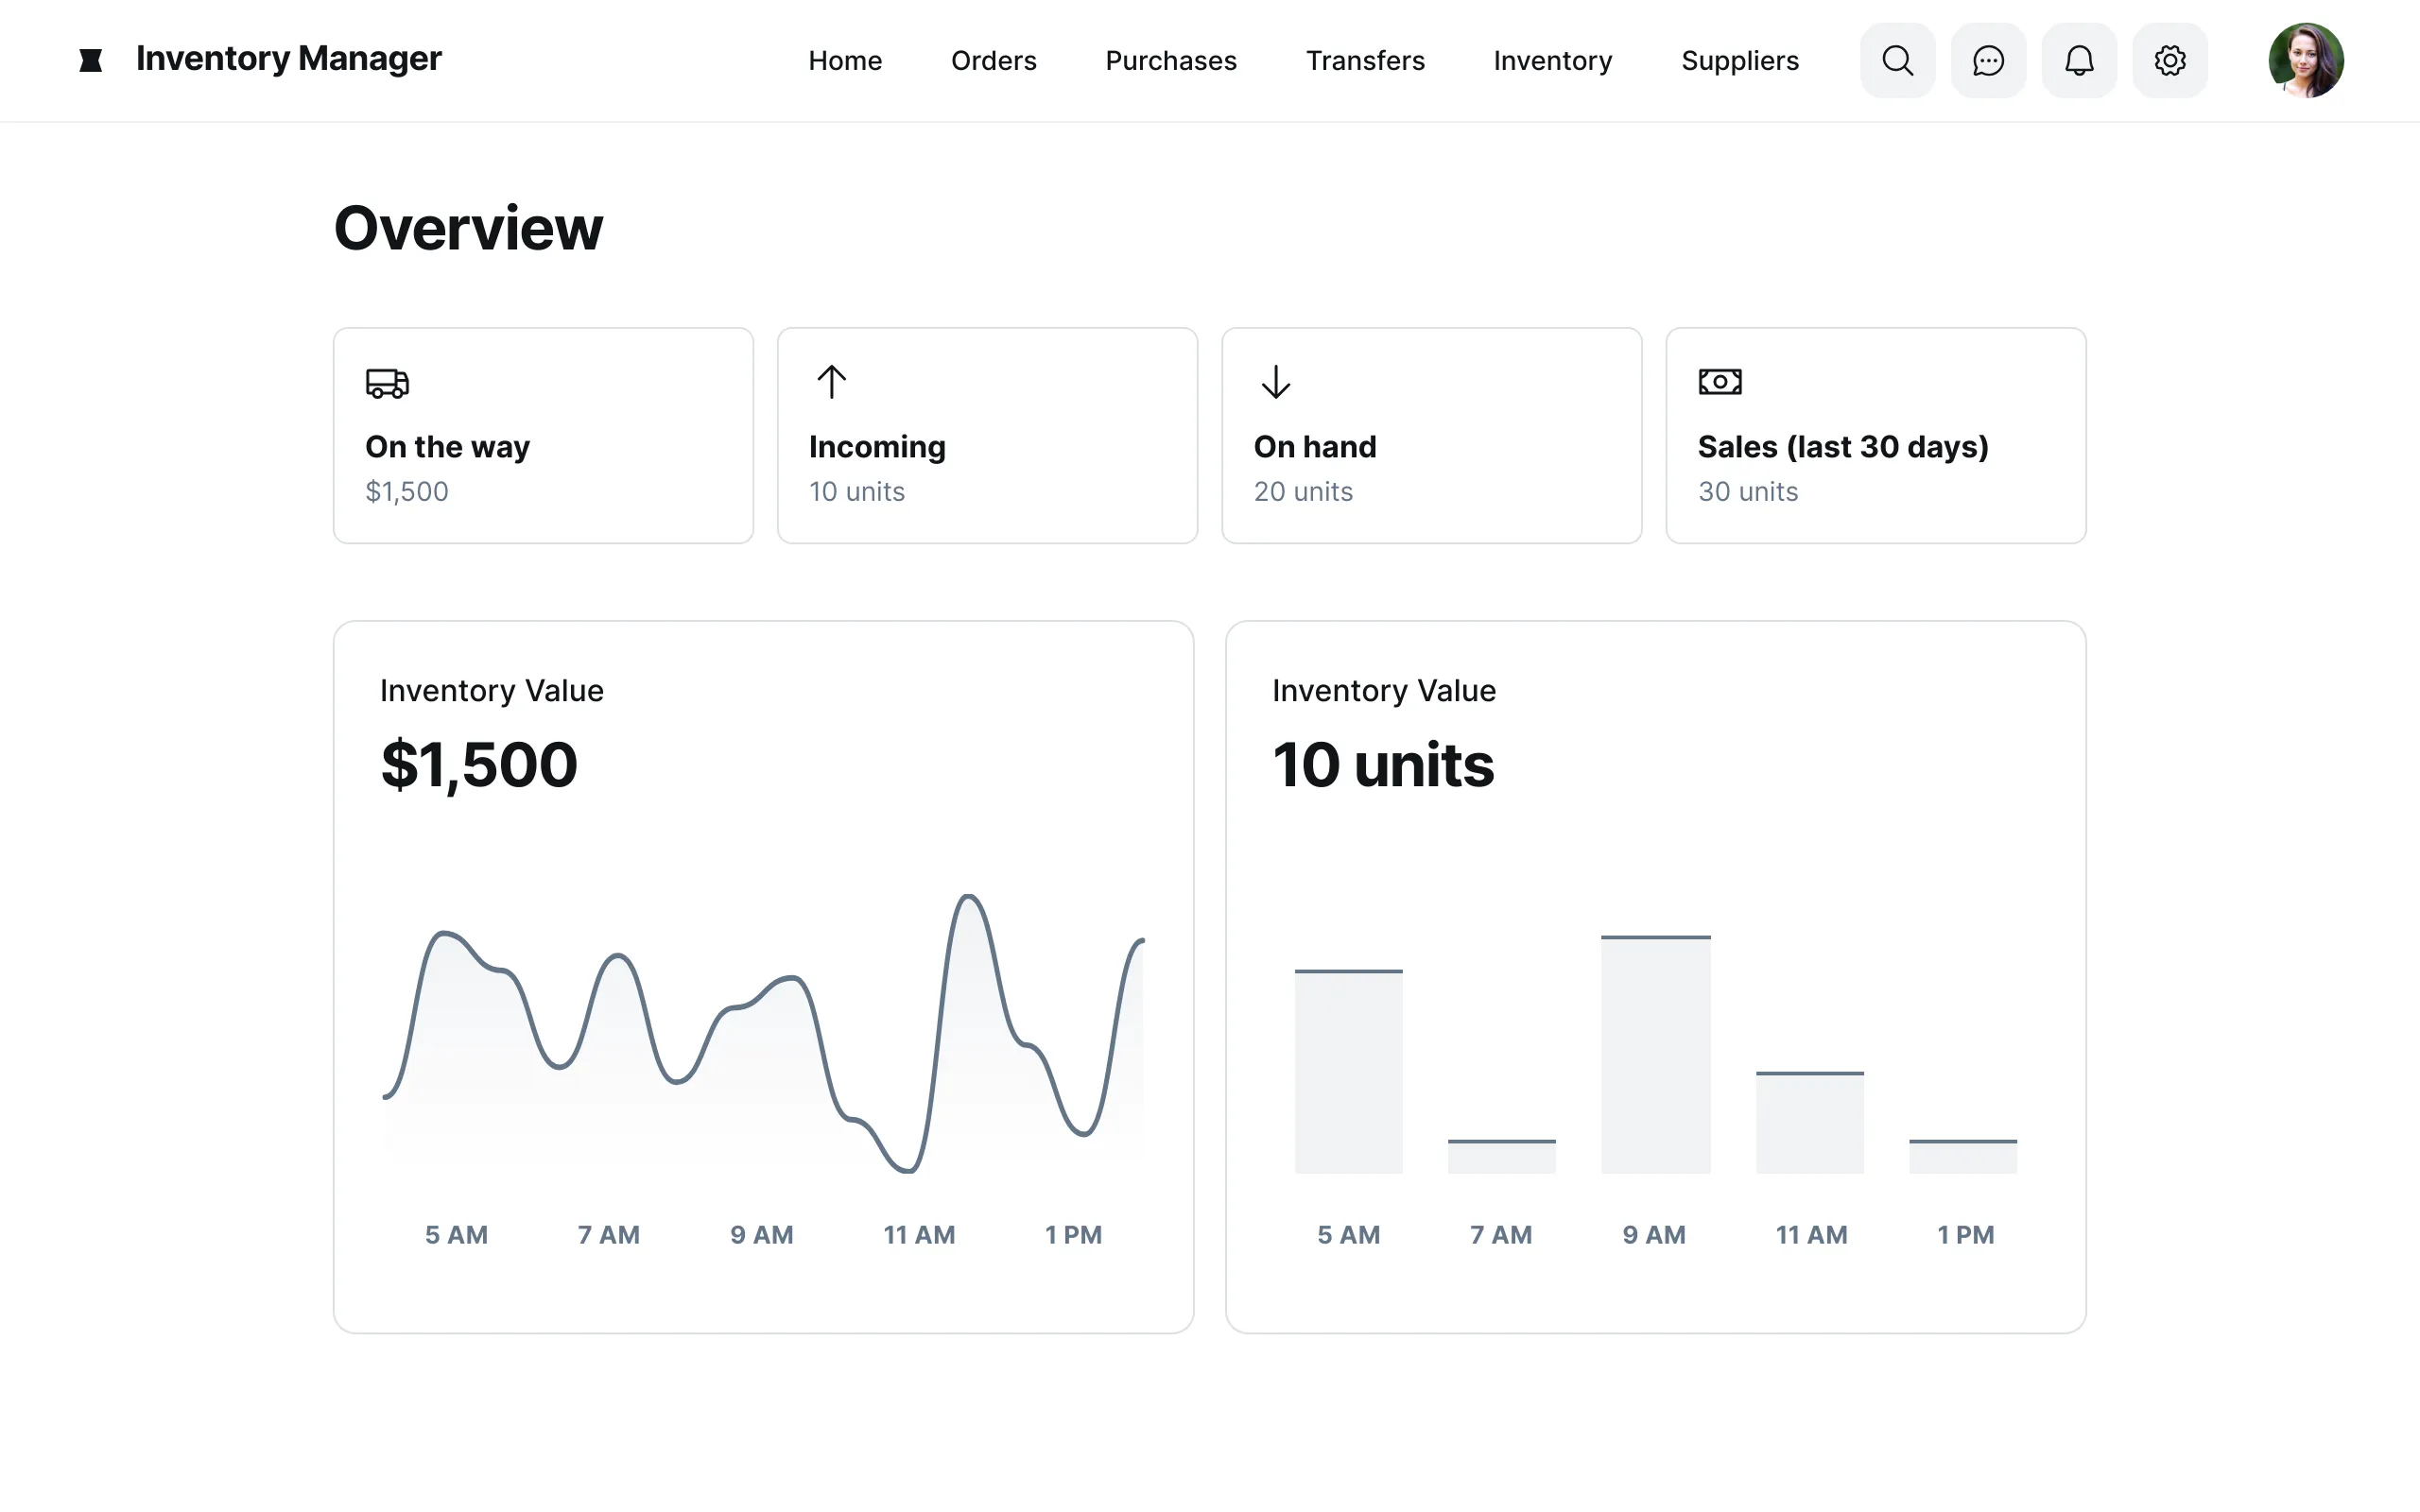 Inventory Manager
Home
Orders
Purchases
Transfers
Inventory
Suppliers
Overview
On the way
$1,500
Incoming
10 units
On hand
20 units
Sales (last 30 days)
30 units
Inventory Value
$1,500
5 AM
7 AM
9 AM
11 AM
1 PM
Inventory Value
10 units
5 AM
7 AM
9 AM
11 AM
1 PM